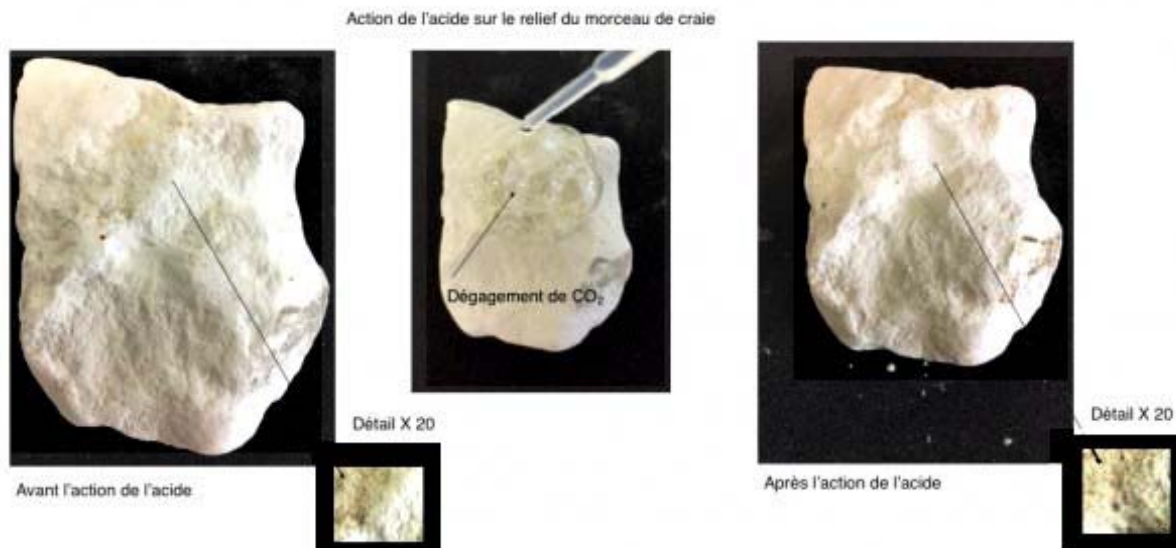 Action de l'acide sur le relief du morceau de craie
Dégagement de CO₂
Détail X 20
Détail X 20
Avant l'action de l'acide
Après l'action de l'acide